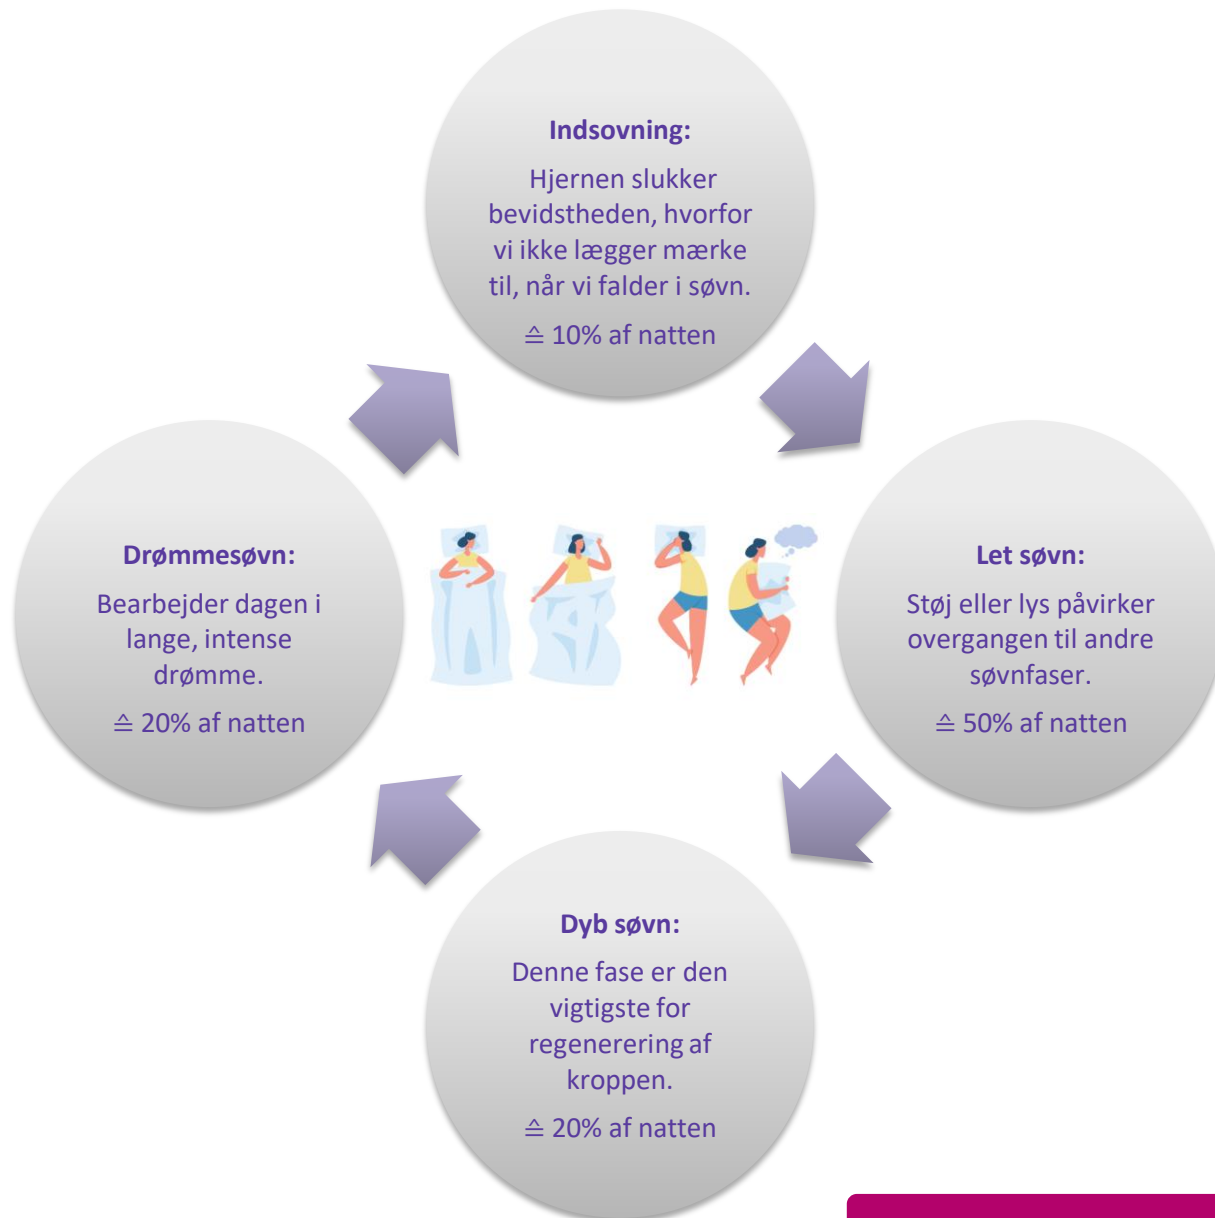 Indsovning:
Hjernen slukker
bevidstheden, hvorfor
vi ikke lægger mærke
til, når vi falder i søvn.
≙ 10% af natten
Drømmesøvn:
Bearbejder dagen i
lange, intense
drømme.
≙ 20% af natten
Let søvn:
Støj eller lys påvirker
overgangen til andre
søvnfaser.
≙ 50% af natten
Dyb søvn:
Denne fase er den
vigtigste for
regenerering af
kroppen.
≙ 20% af natten